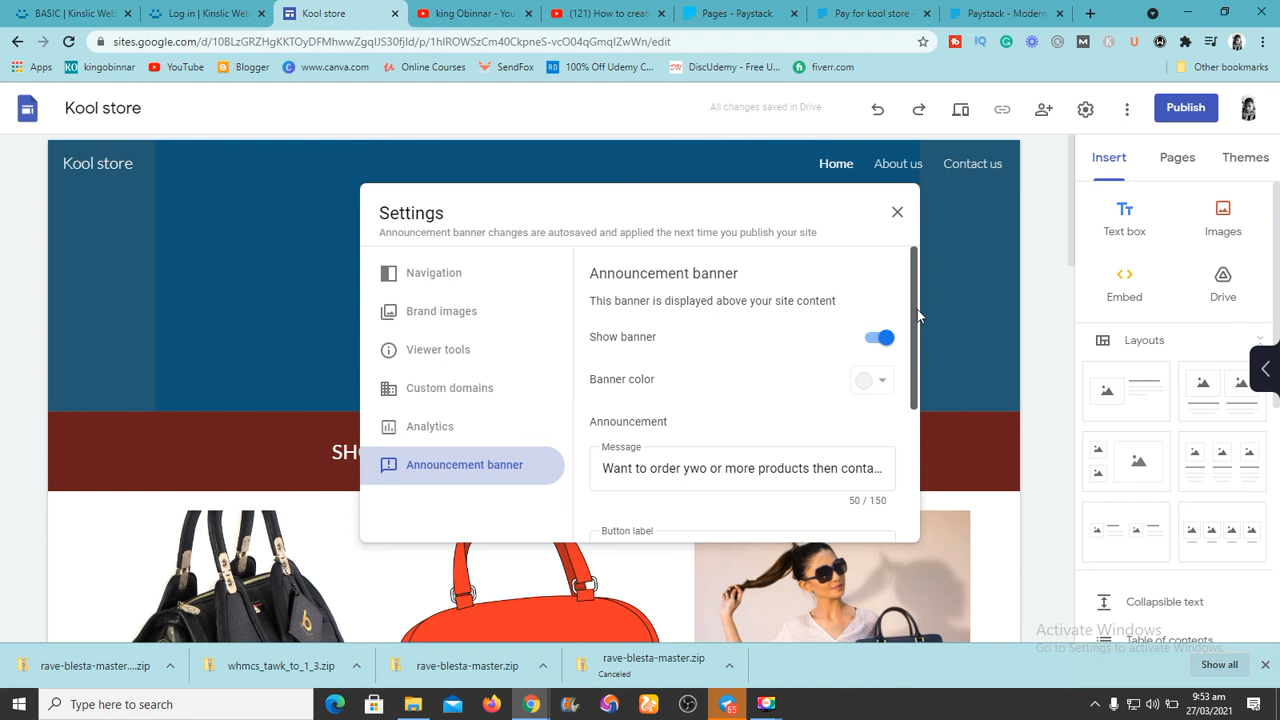 BASIC | Kinslic Web
Log in | Kinslic Web
Kool store
king Obinnar - You
(121) How to create
Pages - Paystack
Pay for kool store -
Paystack - Modern
sites.google.com/d/10BLzGRZHgKKTOyDFMhwwZgqUS30fjId/p/1hlROWSzCm40CkpneS-vcO04qGmqIZwWn/edit
Apps
kingobinnar
YouTube
Blogger
www.canva.com
Online Courses
SendFox
100% Off Udemy C...
DiscUdemy - Free U...
fiverr.com
Other bookmarks
Kool store
All changes saved in Drive
Publish
Kool store
Home
About us
Contact us
Insert
Pages
Themes
Settings
Announcement banner changes are autosaved and applied the next time you publish your site
Navigation
Brand images
Viewer tools
Custom domains
Analytics
Announcement banner
Announcement banner
This banner is displayed above your site content
Show banner
Banner color
Announcement
Message
Want to order ywo or more products then conta...
50 / 150
Button label
SH
Text box
Images
Embed
Drive
Layouts
Collapsible text
Table of contents
Activate Windows
Go to Settings to activate Windows.
rave-blesta-master....zip
whmcs_tawk_to_1_3.zip
rave-blesta-master.zip
rave-blesta-master.zip
Canceled
Show all
Type here to search
65
9:53 am
27/03/2021